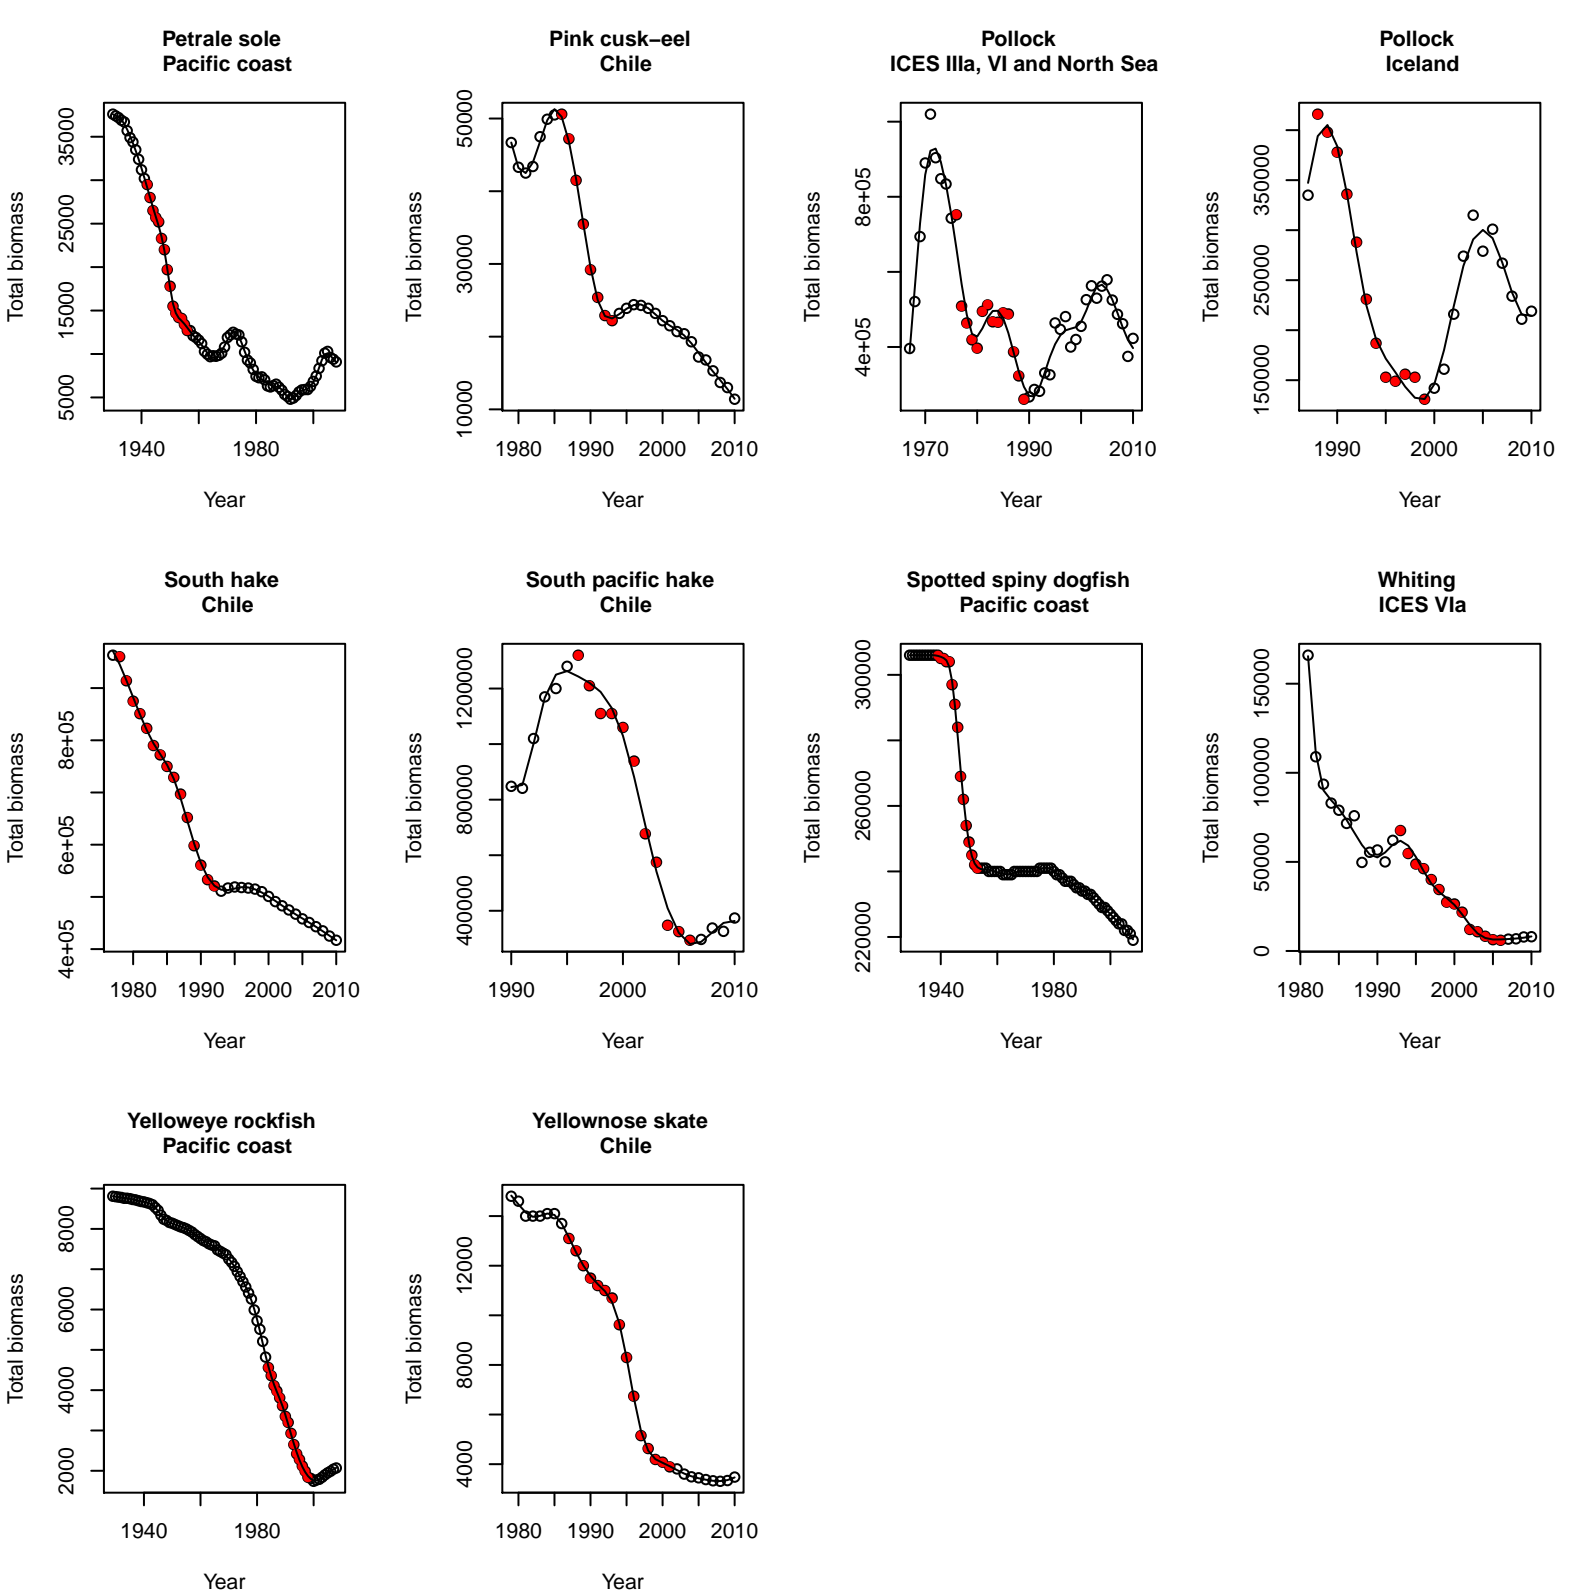 Petrale sole
Pacific coast
Total biomass
35000
25000
15000
5000
1940 1980
Year
Pink cusk−eel
Chile
Total biomass
50000
30000
10000
1980 1990 2000 2010
Year
Pollock
ICES IIIa, VI and North Sea
Total biomass
8e+05
4e+05
1970 1990 2010
Year
Pollock
Iceland
Total biomass
350000
250000
150000
1990 2000 2010
Year
South hake
Chile
Total biomass
8e+05
6e+05
4e+05
1980 1990 2000 2010
Year
South pacific hake
Chile
Total biomass
1200000
800000
400000
1990 2000 2010
Year
Spotted spiny dogfish
Pacific coast
Total biomass
300000
260000
220000
1940 1980
Year
Whiting
ICES VIa
Total biomass
150000
100000
50000
0
1980 1990 2000 2010
Year
Yelloweye rockfish
Pacific coast
Total biomass
8000
6000
4000
2000
1940 1980
Year
Yellownose skate
Chile
Total biomass
12000
8000
4000
1980 1990 2000 2010
Year